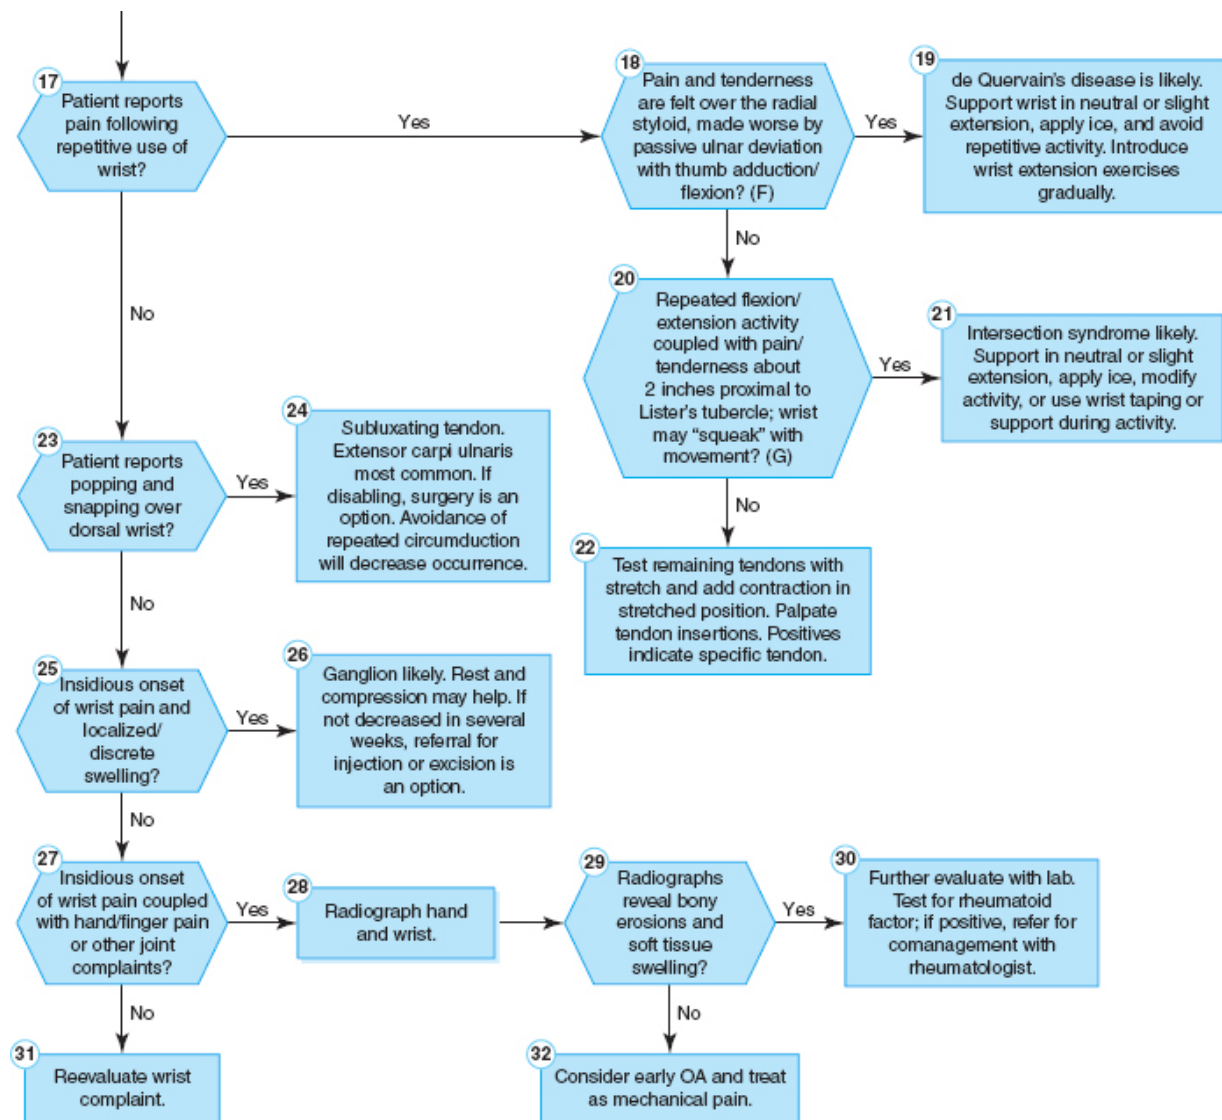 17
Patient reports
pain following
repetitive use of
wrist?
Yes
18
Pain and tenderness
are felt over the radial
styloid, made worse by
passive ulnar deviation
with thumb adduction/
flexion? (F)
Yes
19
de Quervain's disease is likely.
Support wrist in neutral or slight
extension, apply ice, and avoid
repetitive activity. Introduce
wrist extension exercises
gradually.
No
No
20
Repeated flexion/
extension activity
coupled with pain/
tenderness about
2 inches proximal to
Lister's tubercle; wrist
may "squeak" with
movement? (G)
Yes
21
Intersection syndrome likely.
Support in neutral or slight
extension, apply ice, modify
activity, or use wrist taping or
support during activity.
No
22
Test remaining tendons with
stretch and add contraction in
stretched position. Palpate
tendon insertions. Positives
indicate specific tendon.
23
Patient reports
popping and
snapping over
dorsal wrist?
Yes
24
Subluxating tendon.
Extensor carpi ulnaris
most common. If
disabling, surgery is an
option. Avoidance of
repeated circumduction
will decrease occurrence.
No
25
Insidious onset
of wrist pain and
localized/
discrete
swelling?
Yes
26
Ganglion likely. Rest and
compression may help. If
not decreased in several
weeks, referral for
injection or excision is
an option.
No
27
Insidious onset
of wrist pain coupled
with hand/finger pain
or other joint
complaints?
Yes
28
Radiograph hand
and wrist.
29
Radiographs
reveal bony
erosions and
soft tissue
swelling?
Yes
30
Further evaluate with lab.
Test for rheumatoid
factor; if positive, refer for
comanagement with
rheumatologist.
No
31
Reevaluate wrist
complaint.
No
32
Consider early OA and treat
as mechanical pain.